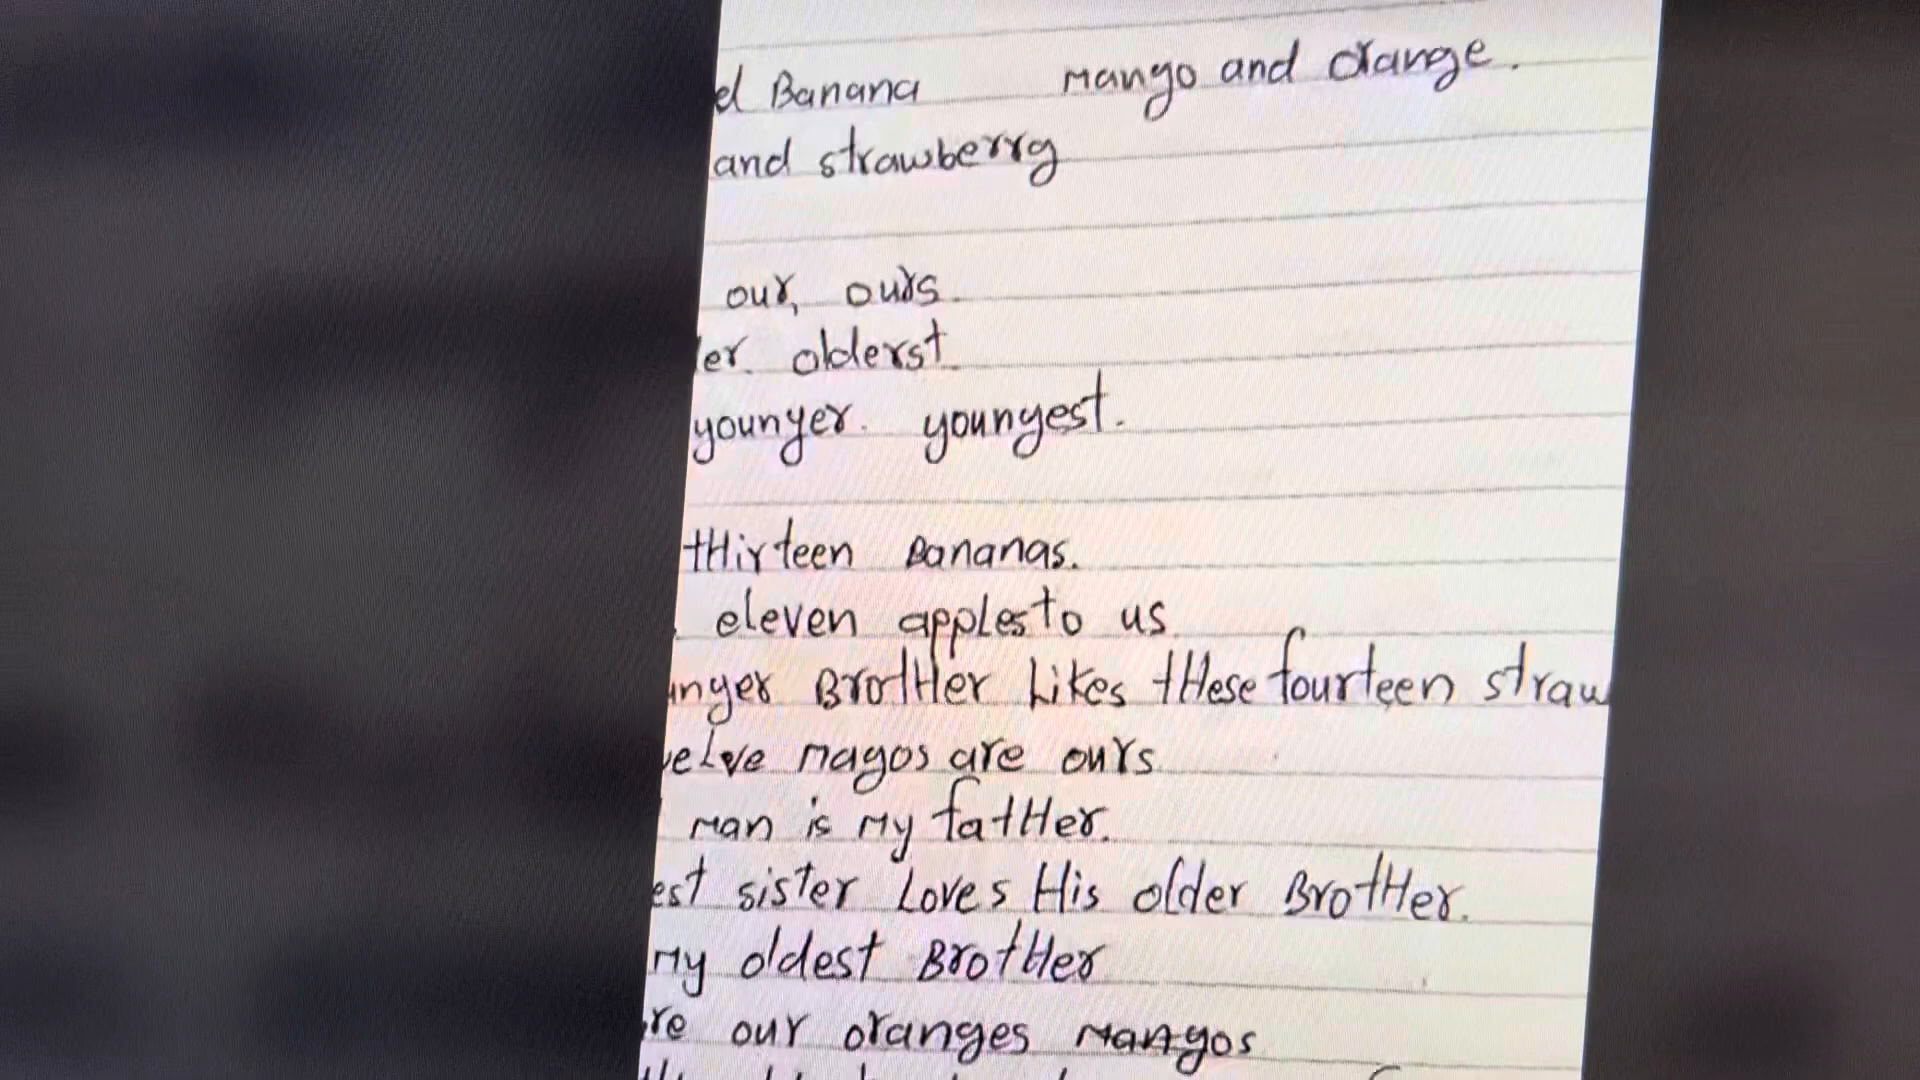 Banana mango and orange.
and strawberry
our, ours
er. olderst
younger. youngest.
thirteen Bananas.
eleven apples to us
nger Brother Likes these fourteen straw
elve magos are ours
man is my father.
est sister Loves His older Brother.
my oldest Brother
re our oranges mangos